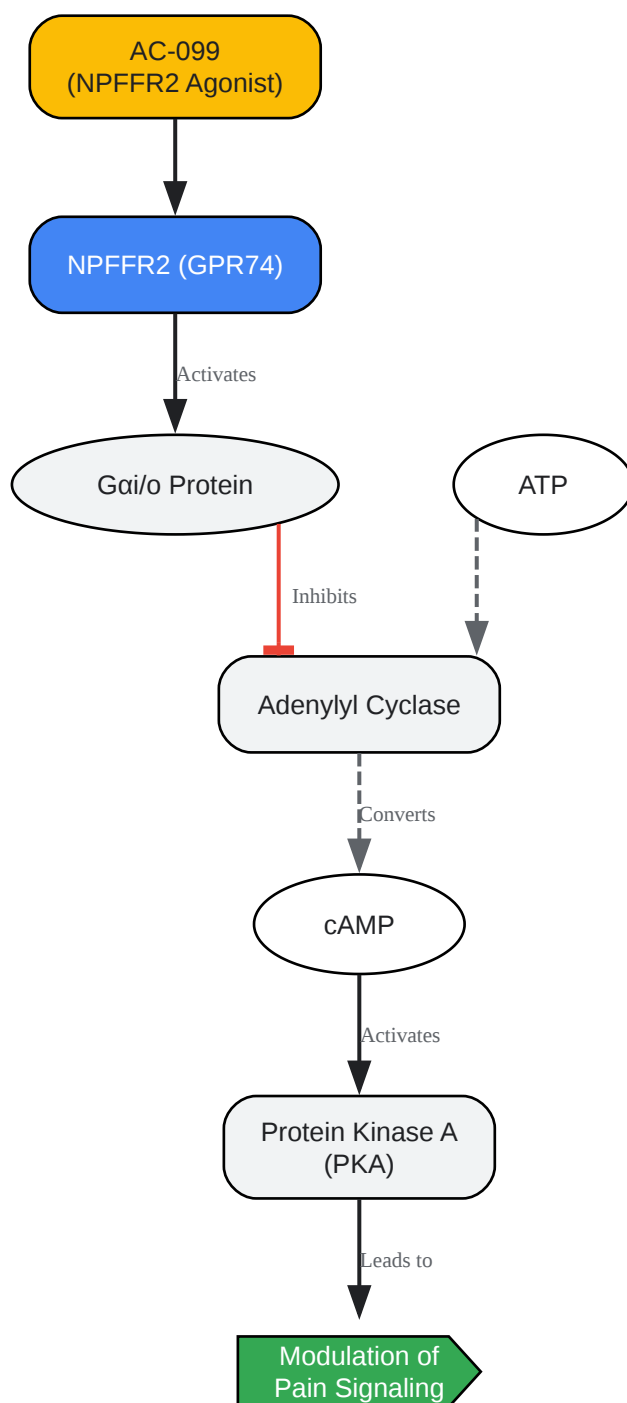 AC-099
(NPFFR2 Agonist)
NPFFR2 (GPR74)
Activates
Gαi/o Protein
ATP
Inhibits
Adenylyl Cyclase
Converts
cAMP
Activates
Protein Kinase A
(PKA)
Leads to
Modulation of
Pain Signaling